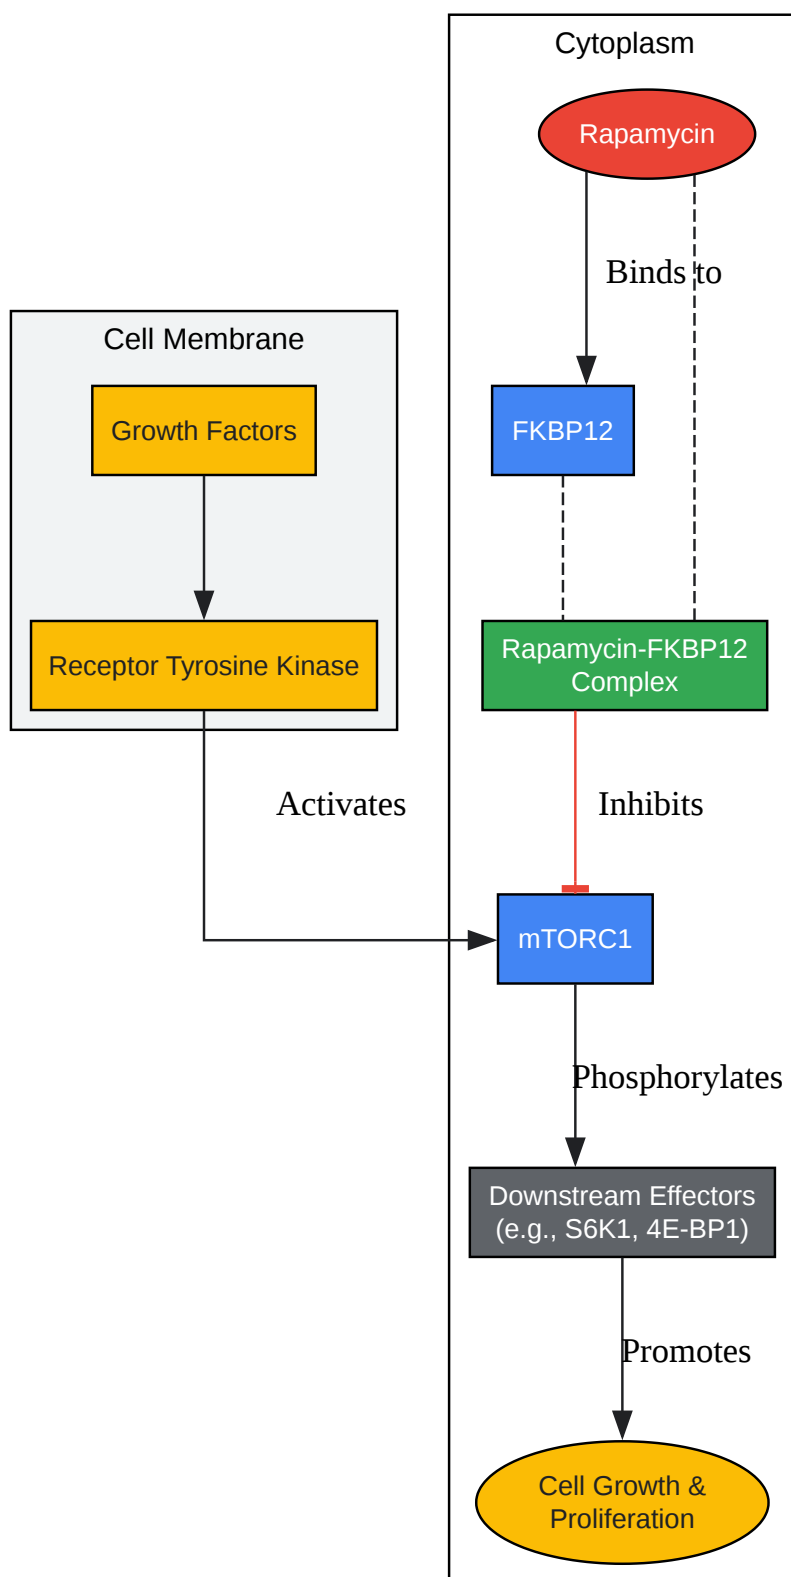 Cytoplasm
Rapamycin
Binds to
Cell Membrane
Growth Factors
FKBP12
Receptor Tyrosine Kinase
Rapamycin-FKBP12
Complex
Activates
Inhibits
mTORC1
Phosphorylates
Downstream Effectors
(e.g., S6K1, 4E-BP1)
Promotes
Cell Growth &
Proliferation